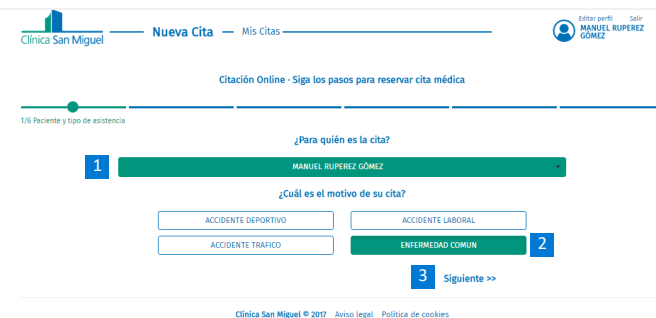 Clínica San Miguel
Nueva Cita
Mis Citas
Editar perfil Salir
MANUEL RUPEREZ
GÓMEZ
Citación Online · Siga los pasos para reservar cita médica
1/6 Paciente y tipo de asistencia
¿Para quién es la cita?
1
MANUEL RUPEREZ GÓMEZ
¿Cuál es el motivo de su cita?
ACCIDENTE DEPORTIVO ACCIDENTE LABORAL
ACCIDENTE TRAFICO ENFERMEDAD COMUN 2
3 Siguiente >>
Clínica San Miguel © 2017 Aviso legal Política de cookies